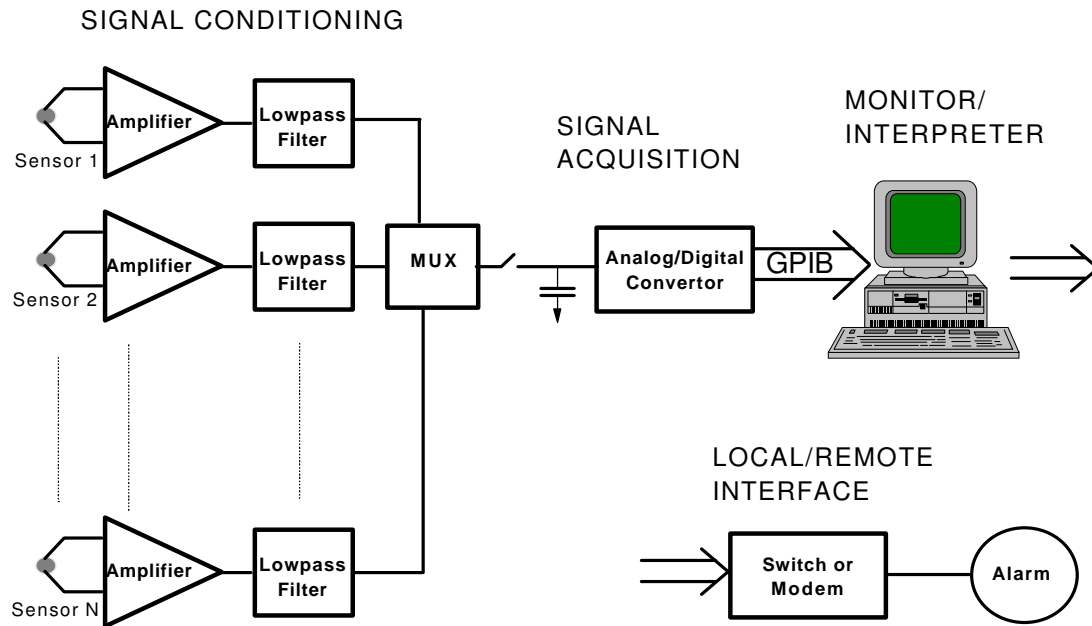 SIGNAL CONDITIONING
Amplifier
Lowpass
Filter
Sensor 1
SIGNAL
ACQUISITION
MONITOR/
INTERPRETER
Amplifier
Lowpass
Filter
Sensor 2
MUX
Analog/Digital
Convertor
GPIB
LOCAL/REMOTE
INTERFACE
Amplifier
Lowpass
Filter
Sensor N
Switch or
Modem
Alarm